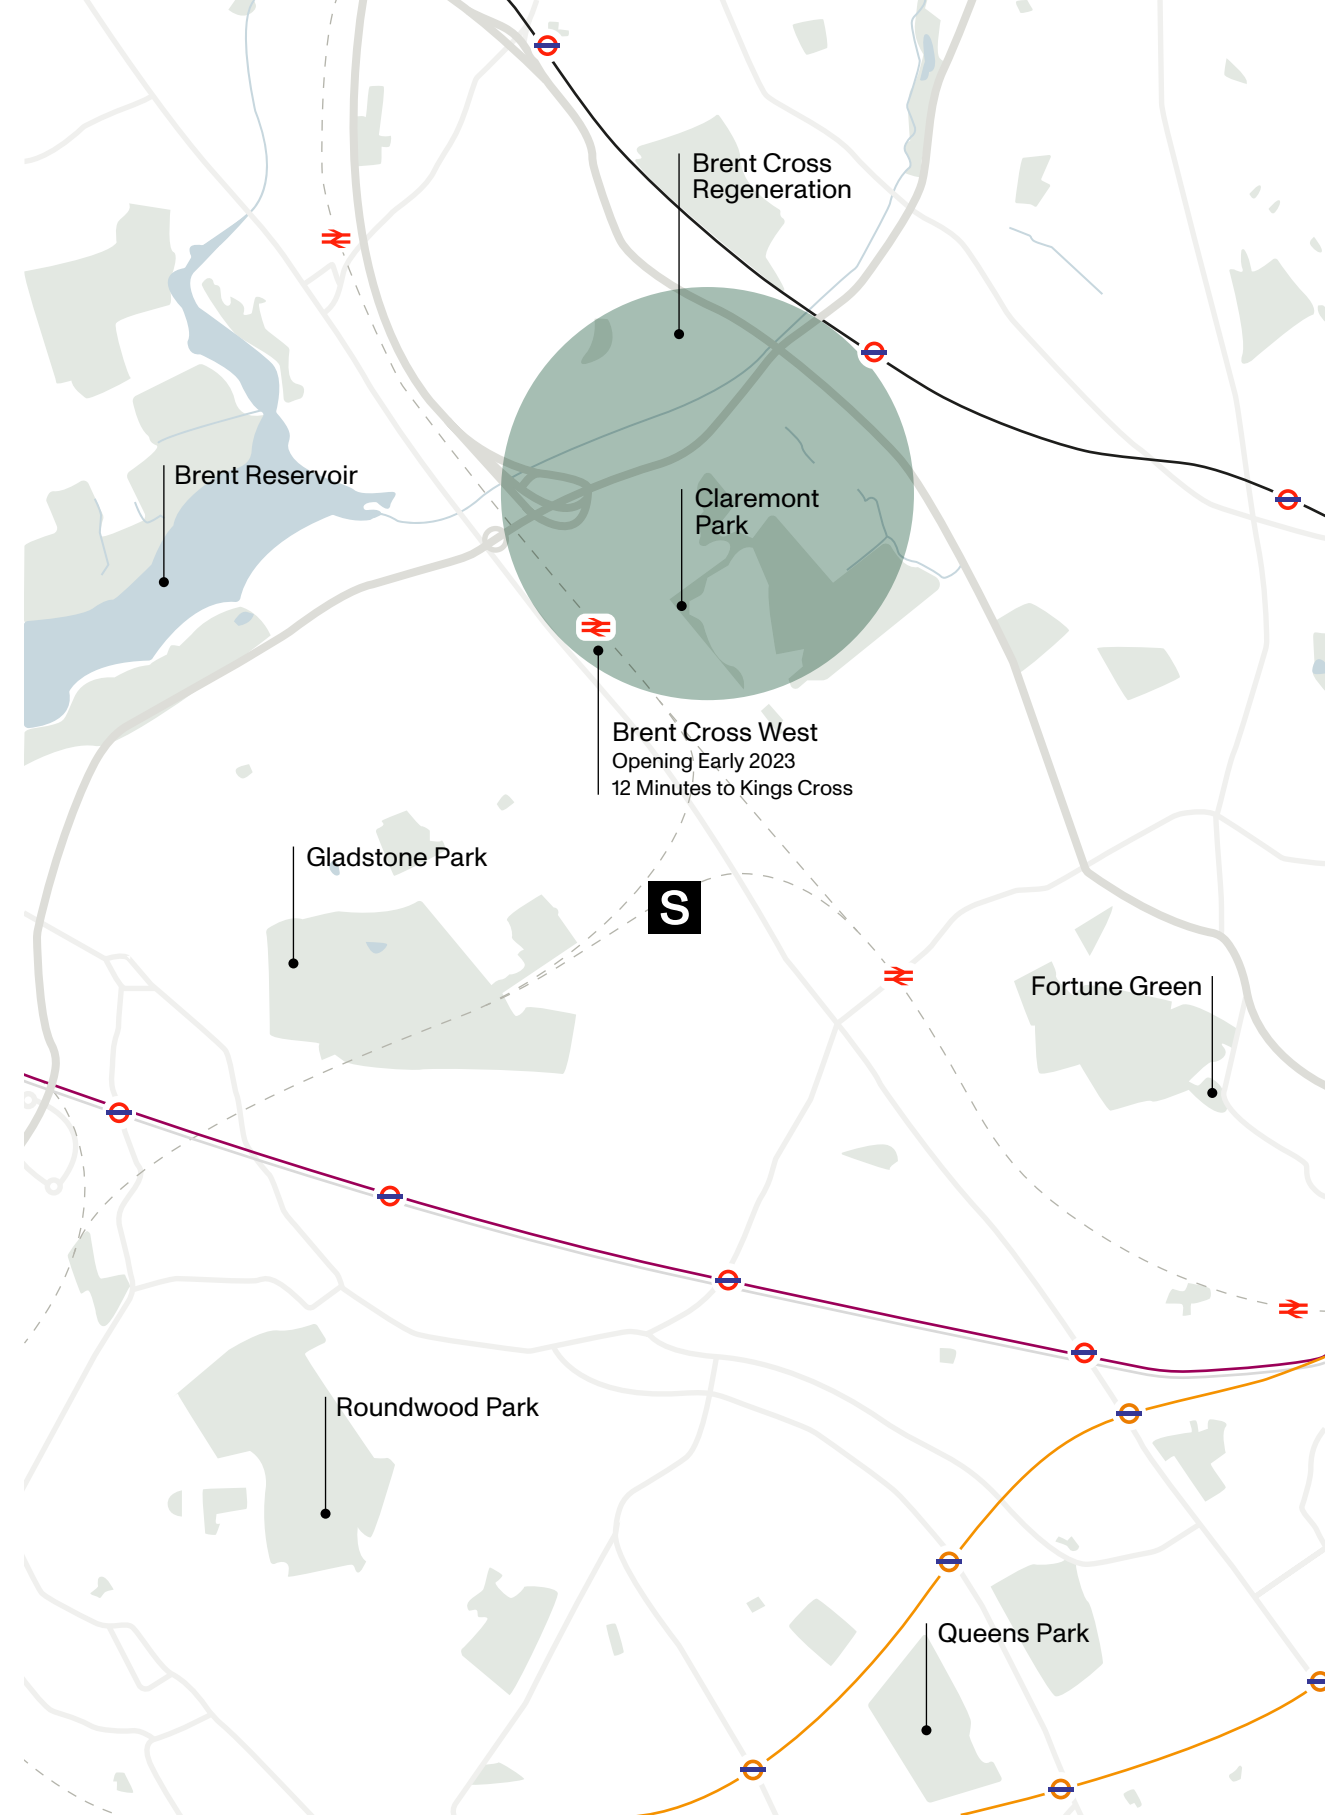 Brent Cross
Regeneration
Brent Reservoir
Claremont
Park
Brent Cross West
Opening Early 2023
12 Minutes to Kings Cross
Gladstone Park
S
Fortune Green
Roundwood Park
Queens Park